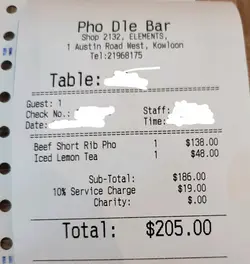 Pho Dle Bar
Shop 2132, ELEMENTS,
1 Austin Road West, Kowloon
Tel:21968175
Table:
Guest: 1
Check No.: Staff:
Date: Time:
Beef Short Rib Pho 1 $138.00
Iced Lemon Tea 1 $48.00
Sub-Total: $186.00
10% Service Charge $19.00
Charity: $.00
Total: $205.00